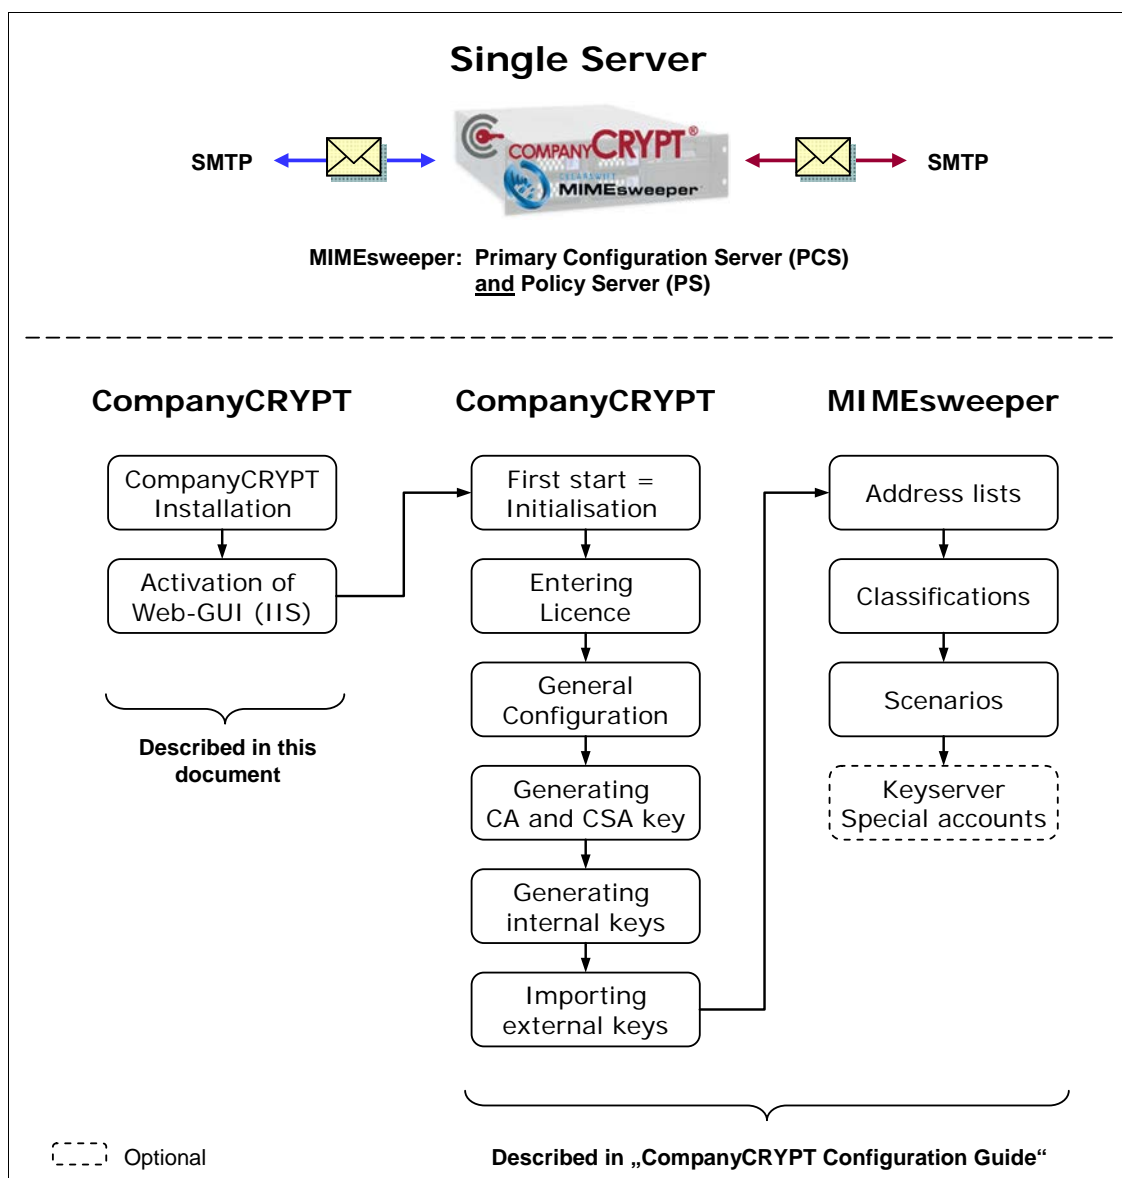 Single Server
SMTP
COMPANYCRYPT®
CLEARSWIFT
MIMEsweeper
SMTP
MIMEsweeper: Primary Configuration Server (PCS)
and Policy Server (PS)
CompanyCRYPT
CompanyCRYPT
MIMEsweeper
CompanyCRYPT
Installation
Activation of
Web-GUI (IIS)
Described in this
document
First start =
Initialisation
Entering
Licence
General
Configuration
Generating
CA and CSA key
Generating
internal keys
Importing
external keys
Address lists
Classifications
Scenarios
Keyserver
Special accounts
Optional
Described in „CompanyCRYPT Configuration Guide“